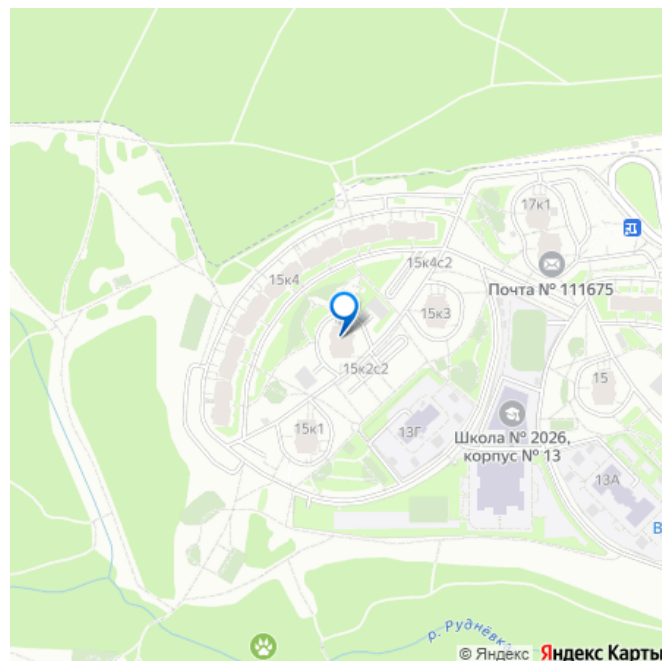 17к1
15к4с2
15к4
Почта № 111675
15к3
15к2с2
15
15к1
13Г
Школа № 2026,
корпус № 13
13А
В
р. Руднёвка
© Яндекс Яндекс Карты